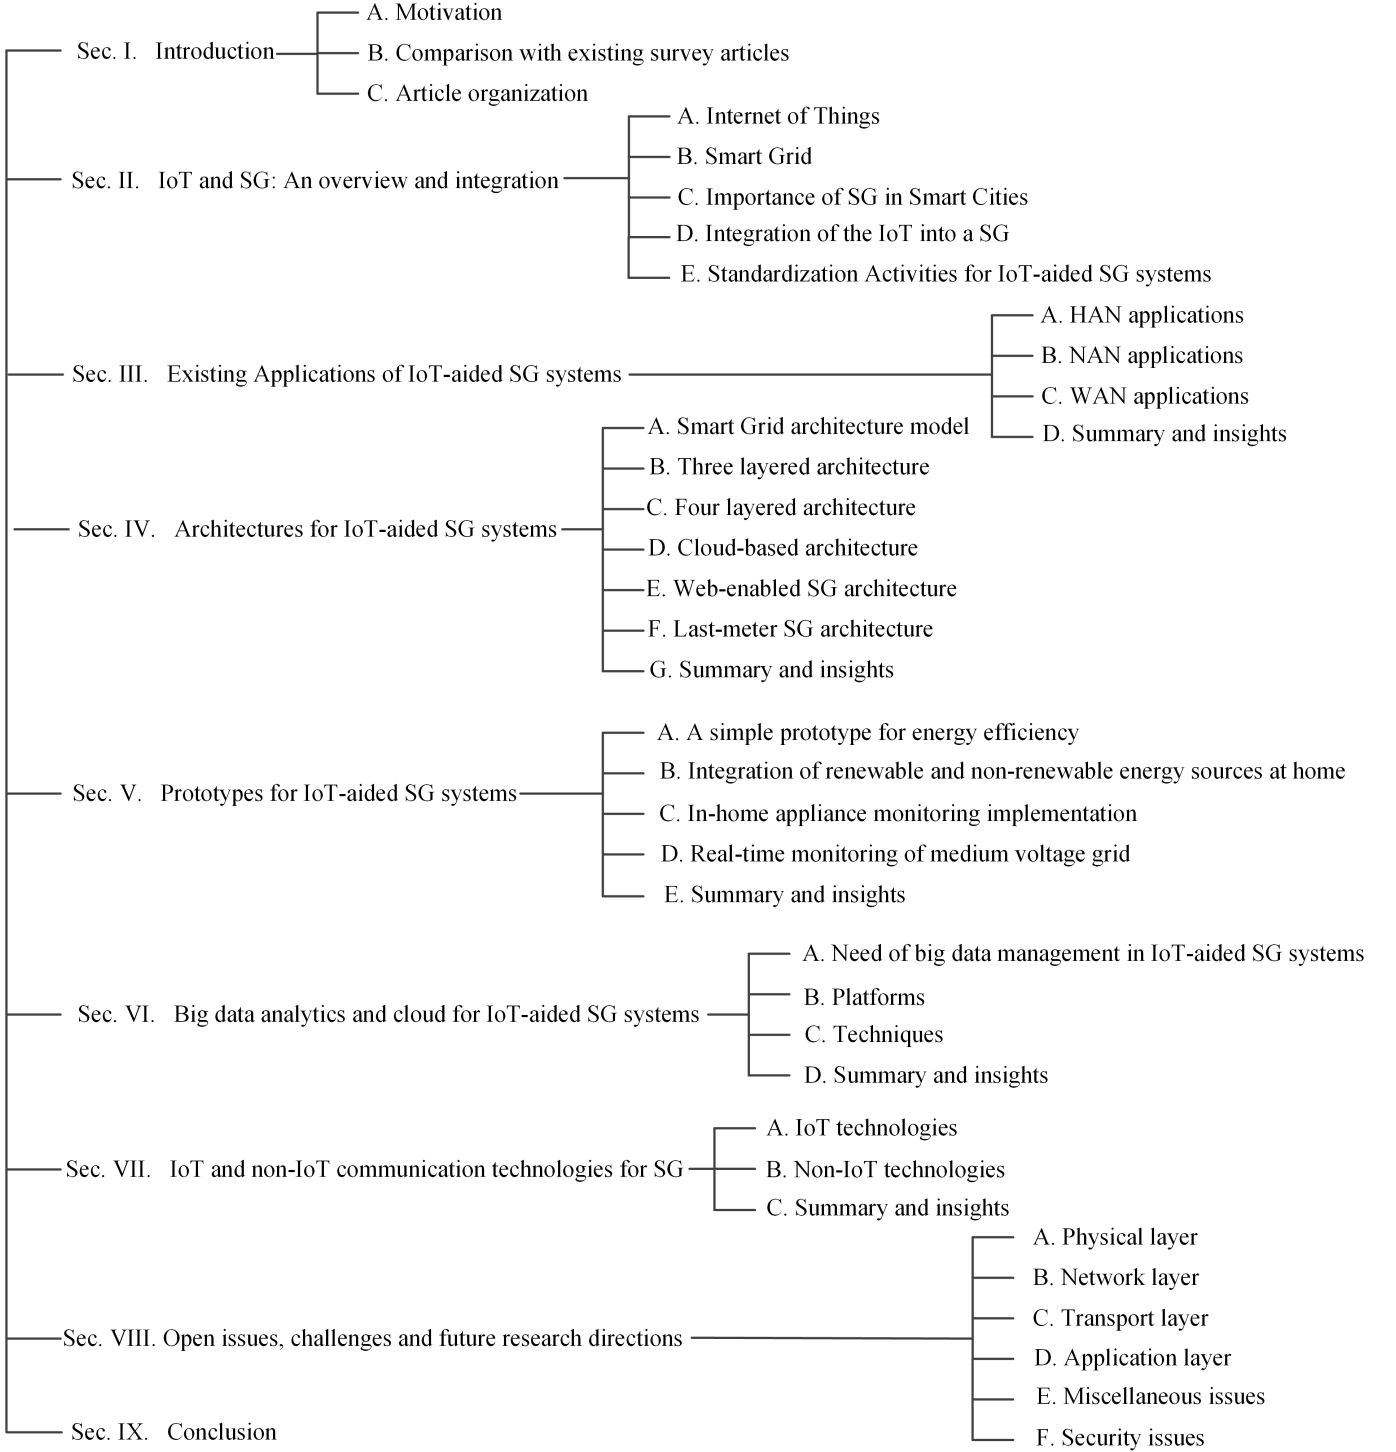 Sec. I. Introduction
A. Motivation
B. Comparison with existing survey articles
C. Article organization
Sec. II. IoT and SG: An overview and integration
A. Internet of Things
B. Smart Grid
C. Importance of SG in Smart Cities
D. Integration of the IoT into a SG
E. Standardization Activities for IoT-aided SG systems
Sec. III. Existing Applications of IoT-aided SG systems
A. HAN applications
B. NAN applications
C. WAN applications
D. Summary and insights
Sec. IV. Architectures for IoT-aided SG systems
A. Smart Grid architecture model
B. Three layered architecture
C. Four layered architecture
D. Cloud-based architecture
E. Web-enabled SG architecture
F. Last-meter SG architecture
G. Summary and insights
Sec. V. Prototypes for IoT-aided SG systems
A. A simple prototype for energy efficiency
B. Integration of renewable and non-renewable energy sources at home
C. In-home appliance monitoring implementation
D. Real-time monitoring of medium voltage grid
E. Summary and insights
Sec. VI. Big data analytics and cloud for IoT-aided SG systems
A. Need of big data management in IoT-aided SG systems
B. Platforms
C. Techniques
D. Summary and insights
Sec. VII. IoT and non-IoT communication technologies for SG
A. IoT technologies
B. Non-IoT technologies
C. Summary and insights
Sec. VIII. Open issues, challenges and future research directions
A. Physical layer
B. Network layer
C. Transport layer
D. Application layer
E. Miscellaneous issues
F. Security issues
Sec. IX. Conclusion